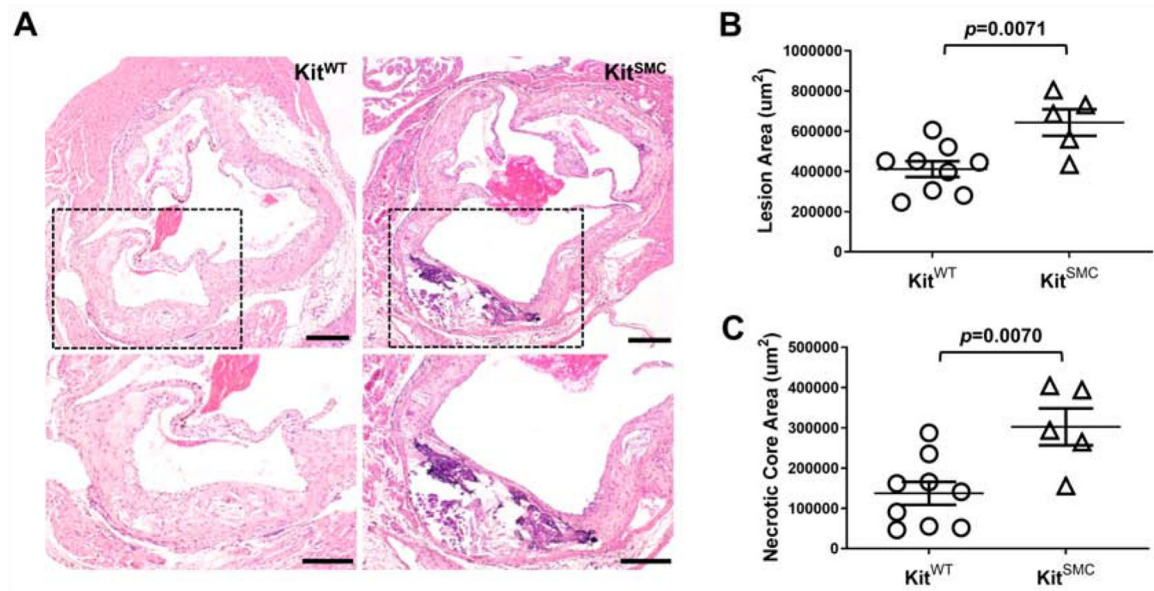 A
Kit^WT
Kit^SMC
B
p=0.0071
Lesion Area (um²)
1000000
800000
600000
400000
200000
0
Kit^WT
Kit^SMC
C
p=0.0070
Necrotic Core Area (um²)
500000
400000
300000
200000
100000
0
Kit^WT
Kit^SMC